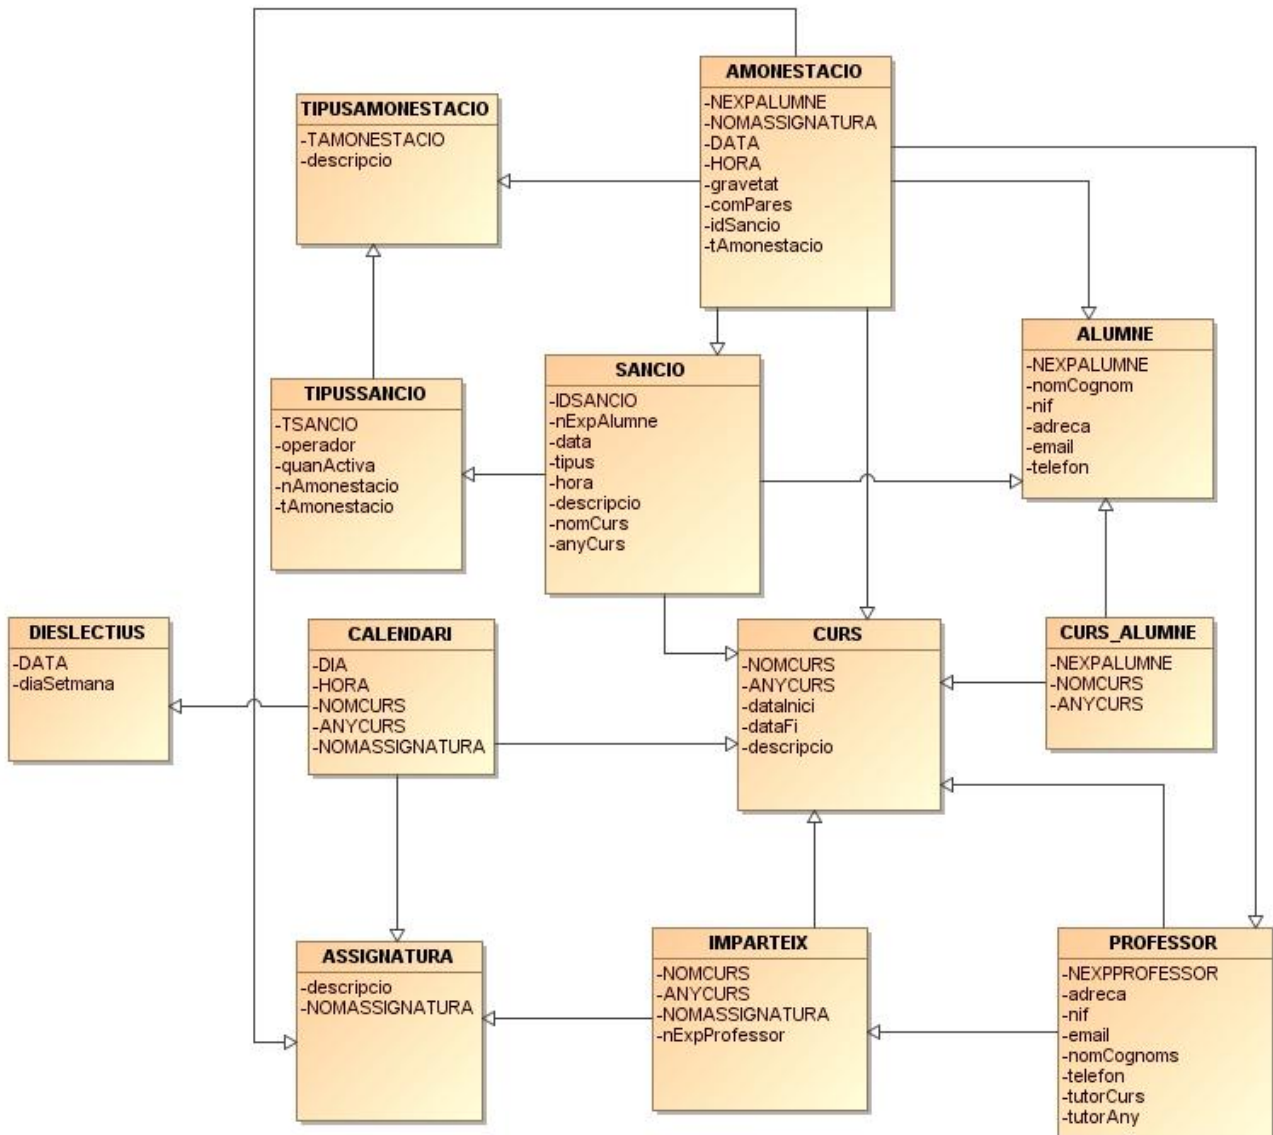 AMONESTACIO
-NEXPALUMNE
-NOMASSIGNATURA
-DATA
-HORA
-gravetat
-comPares
-idSancio
-tAmonestacio
TIPUSAMONESTACIO
-TAMONESTACIO
-descripcio
ALUMNE
-NEXPALUMNE
-nomCognom
-nif
-adreca
-email
-telefon
SANCIO
-IDSANCIO
-nExpAlumne
-data
-tipus
-hora
-descripcio
-nomCurs
-anyCurs
TIPUSSANCIO
-TSANCIO
-operador
-quanActiva
-nAmonestacio
-tAmonestacio
DIESLECTIUS
-DATA
-diaSetmana
CALENDARI
-DIA
-HORA
-NOMCURS
-ANYCURS
-NOMASSIGNATURA
CURS
-NOMCURS
-ANYCURS
-dataInici
-dataFi
-descripcio
CURS_ALUMNE
-NEXPALUMNE
-NOMCURS
-ANYCURS
ASSIGNATURA
-descripcio
-NOMASSIGNATURA
IMPARTEIX
-NOMCURS
-ANYCURS
-NOMASSIGNATURA
-nExpProfessor
PROFESSOR
-NEXPPROFESSOR
-adreca
-nif
-email
-nomCognoms
-telefon
-tutorCurs
-tutorAny